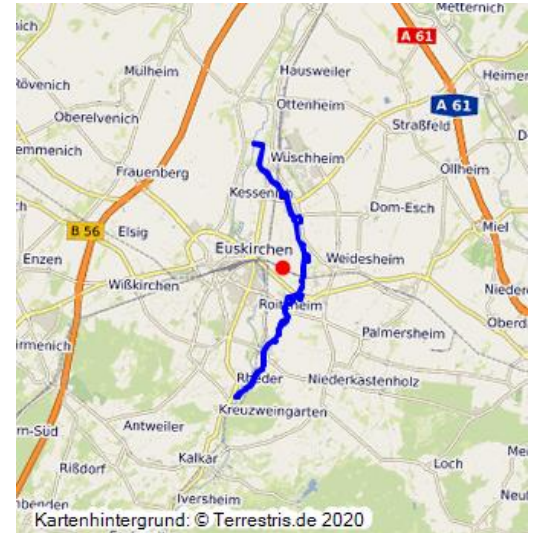 Metternich
A 61
Mülheim
Hausweiler
Heimer
Rövenich
Ottenheim
A 61
Oberelvenich
Straßfeld
emmenich
Wüschheim
Ollheim
Frauenberg
Kessenich
Dom-Esch
Miel
B 56
Elsig
Euskirchen
Enzen
Weidesheim
Wißkirchen
Niedere
Roitzheim
Oberd
irmenich
Palmersheim
Rheder
Niederkastenholz
Kreuzweingarten
rn-Süd
Antweiler
Kalkar
Loch
Rißdorf
Neu
Iversheim
benden
Kartenhintergrund: © Terrestris.de 2020